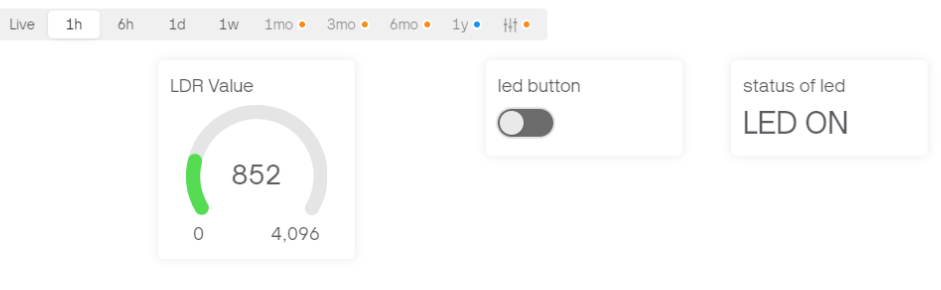 Live 1h 6h 1d 1w 1mo 3mo 6mo 1y
LDR Value
852
0 4,096
led button
status of led
LED ON